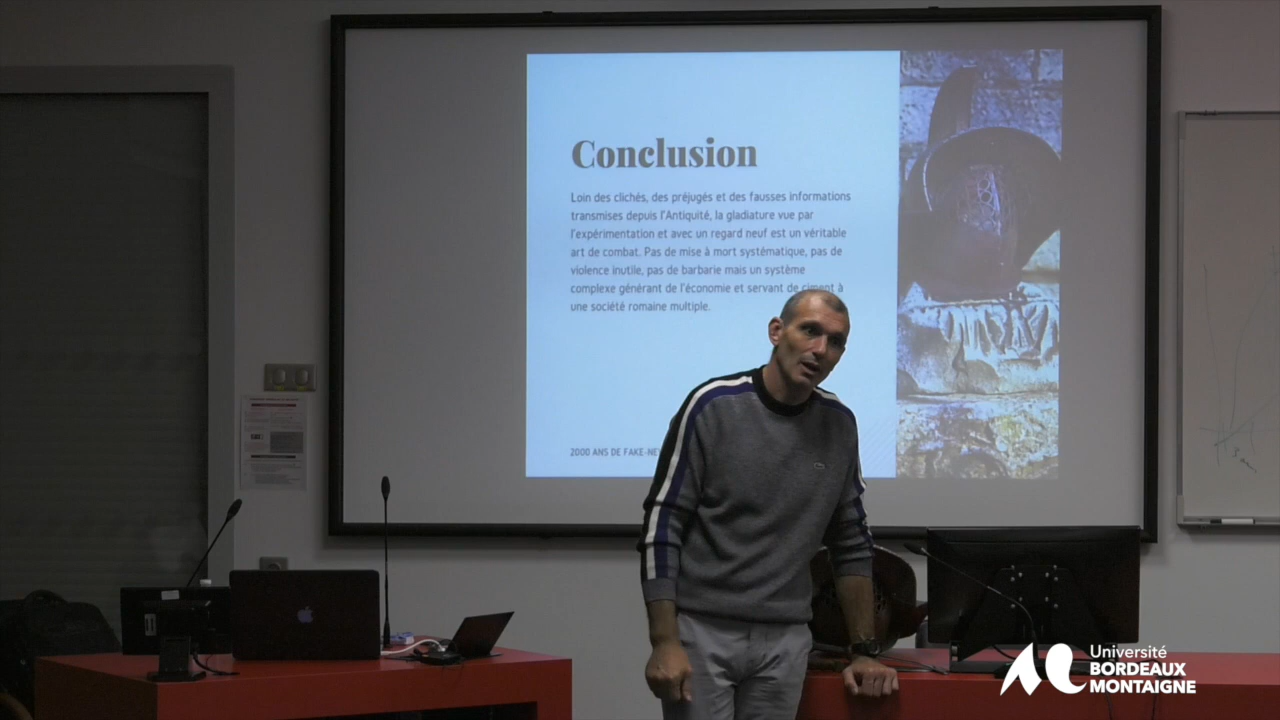 Conclusion
Loin des clichés, des préjugés et des fausses informations
transmises depuis l'Antiquité, la gladiature vue par
l'expérimentation et avec un regard neuf est un véritable
art de combat. Pas de mise à mort systématique, pas de
violence inutile, pas de barbarie mais un système
complexe générant de l'économie et servant de ciment à
une société romaine multiple.
2000 ANS DE FAKE-NE
Université
BORDEAUX
MONTAIGNE